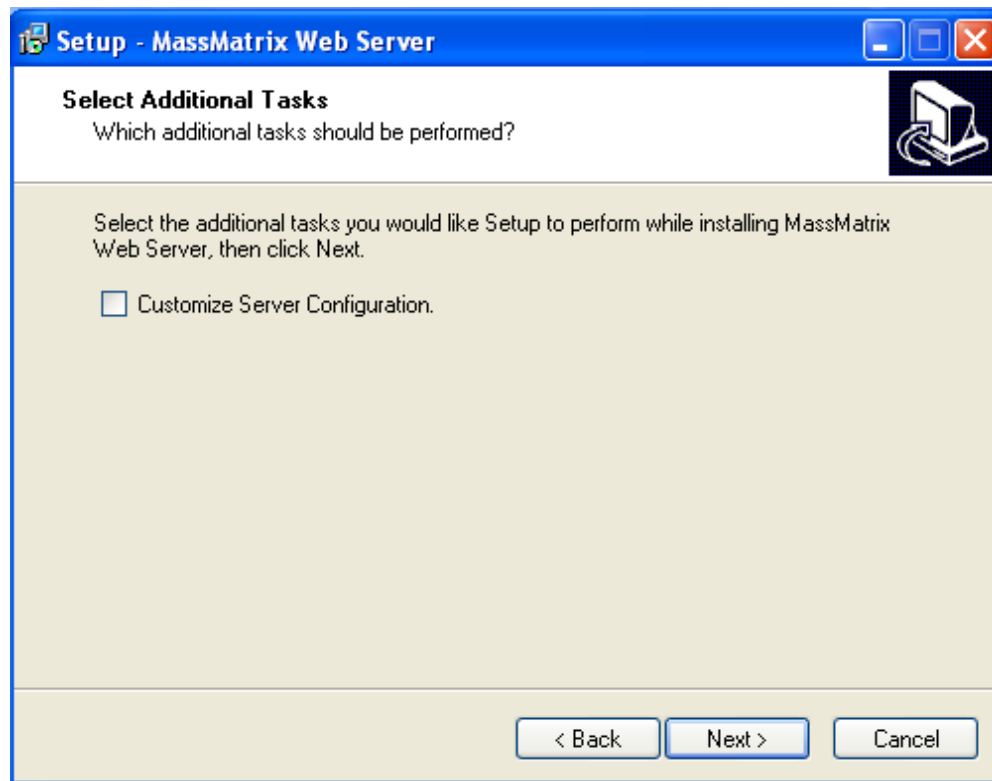 Setup - MassMatrix Web Server
Select Additional Tasks
Which additional tasks should be performed?
Select the additional tasks you would like Setup to perform while installing MassMatrix
Web Server, then click Next.
Customize Server Configuration.
< Back
Next >
Cancel